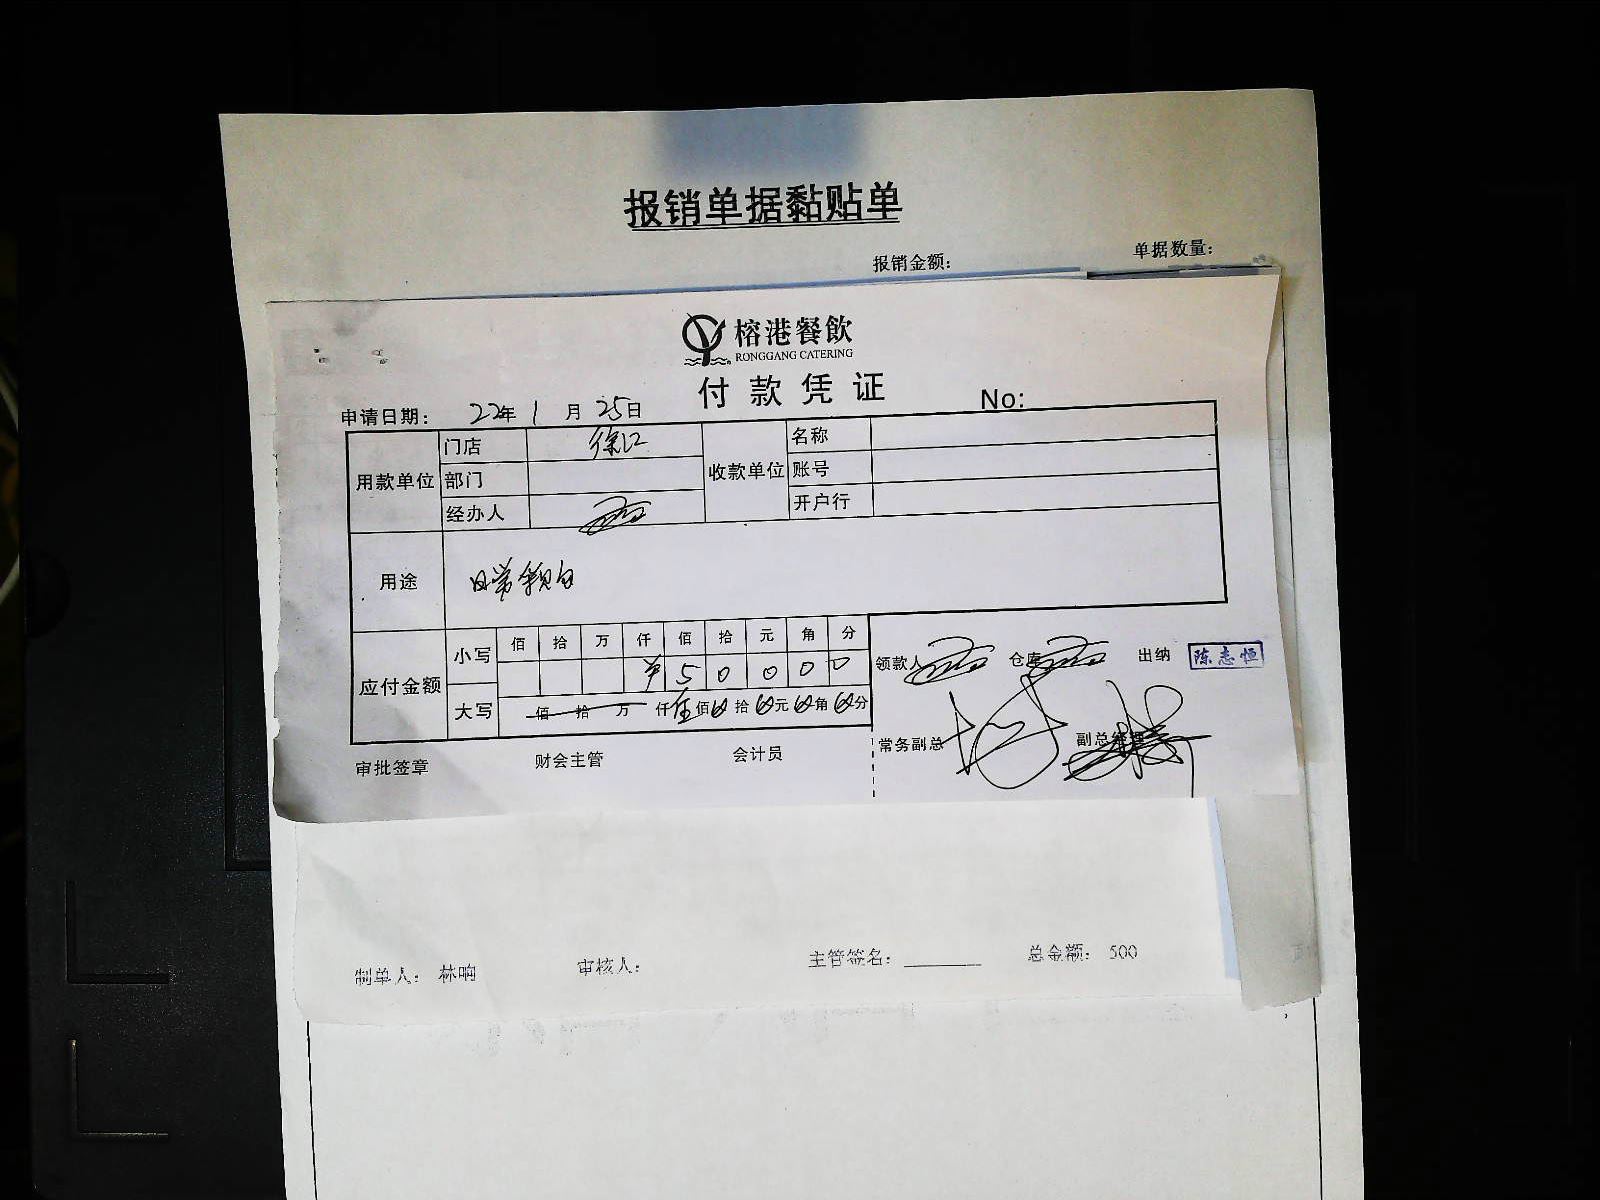 报销单据黏贴单
报销金额： 单据数量：
榕港餐飲
RONGGANG CATERING
付款凭证
申请日期： 22年 1 月 25日 No:
用款单位 门店 徐汇 收款单位 名称
部门 账号
经办人 开户行
用途 日常采购
应付金额 小写 佰 拾 万 仟 佰 拾 元 角 分
¥ 5 0 0 0 0
大写 佰 拾 万 仟 伍 佰 拾 元 角 分
领款人 仓库 出纳 陈志恒
常务副总 副总经理
审批签章 财会主管 会计员
制单人： 林响 审核人： 主管签名： 总金额： 500